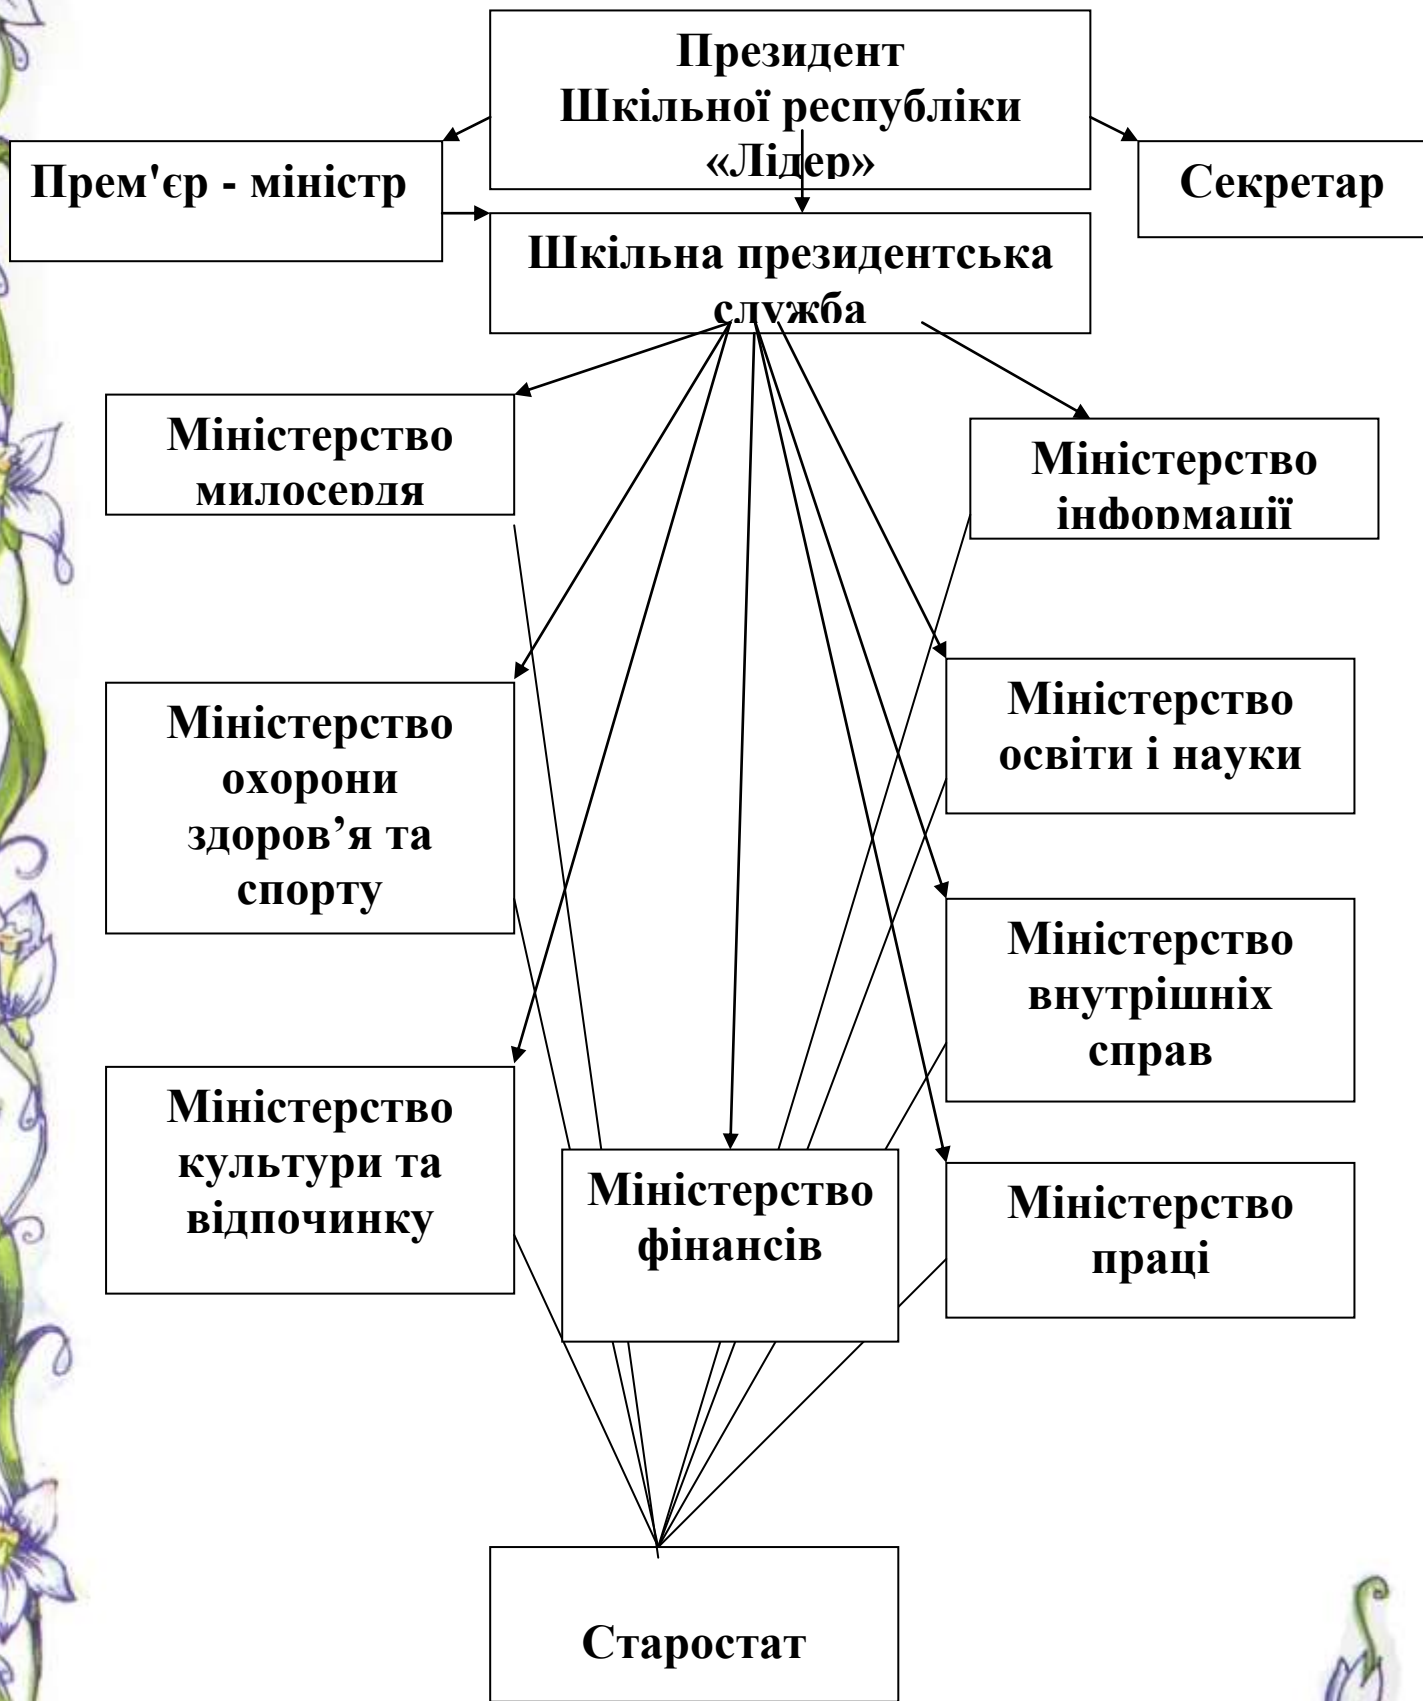 Президент
Шкільної республіки
«Лідер»
Прем'єр - міністр
Секретар
Шкільна президентська
служба
Міністерство
милосердя
Міністерство
інформації
Міністерство
охорони
здоров’я та
спорту
Міністерство
освіти і науки
Міністерство
внутрішніх
справ
Міністерство
культури та
відпочинку
Міністерство
фінансів
Міністерство
праці
Старостат